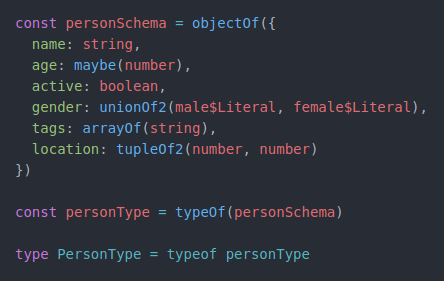 const personSchema = objectOf({
  name: string,
  age: maybe(number),
  active: boolean,
  gender: unionOf2(male$Literal, female$Literal),
  tags: arrayOf(string),
  location: tupleOf2(number, number)
})
const personType = typeOf(personSchema)
type PersonType = typeof personType